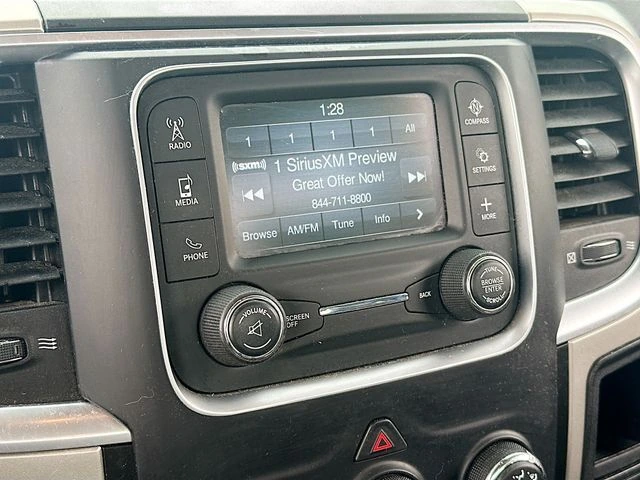 1:28
1 1 1 1 All
((sxm)) 1 SiriusXM Preview
Great Offer Now!
844-711-8800
Browse AM/FM Tune Info
RADIO
MEDIA
PHONE
COMPASS
SETTINGS
MORE
VOLUME
SCREEN
OFF
BACK
TUNE
BROWSE
ENTER
SCROLL